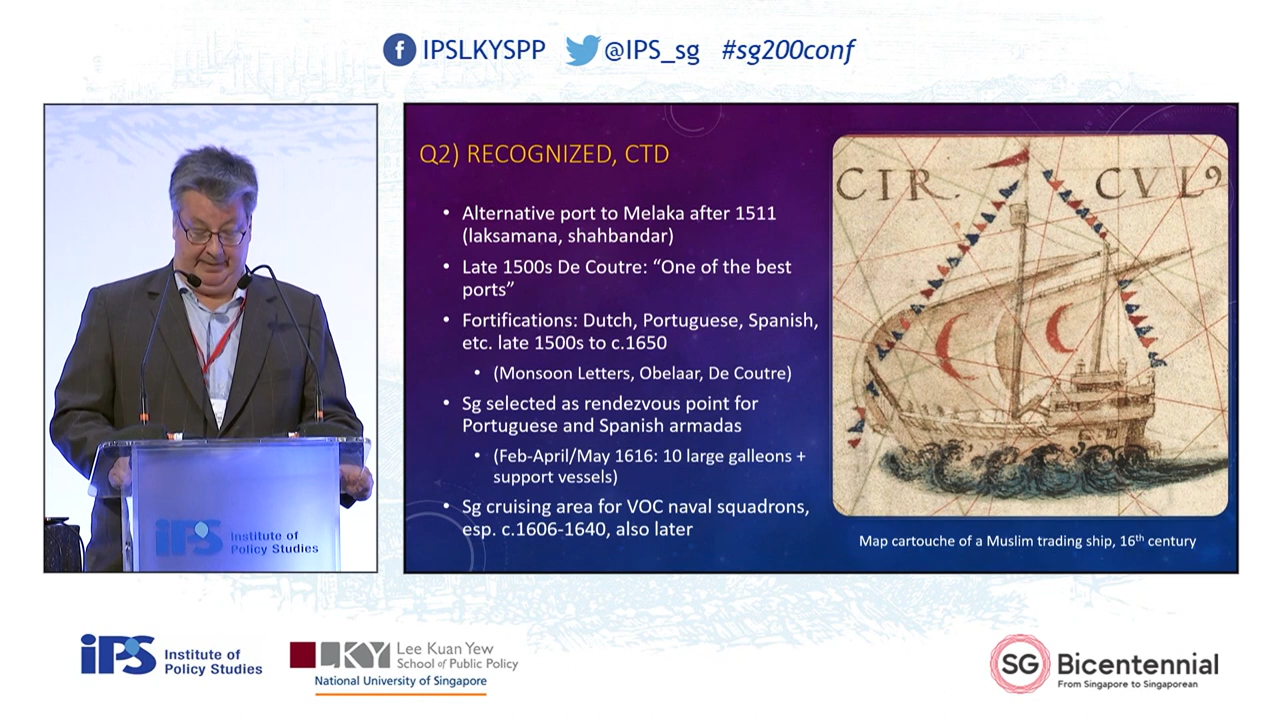 IPSLKYSPP @IPS_sg #sg200conf
Q2) RECOGNIZED, CTD
• Alternative port to Melaka after 1511
(laksamana, shahbandar)
• Late 1500s De Coutre: “One of the best
ports”
• Fortifications: Dutch, Portuguese, Spanish,
etc. late 1500s to c.1650
• (Monsoon Letters, Obelaar, De Coutre)
• Sg selected as rendezvous point for
Portuguese and Spanish armadas
• (Feb-April/May 1616: 10 large galleons +
support vessels)
• Sg cruising area for VOC naval squadrons,
esp. c.1606-1640, also later
CIR. CVL9
Map cartouche of a Muslim trading ship, 16th century
iPS Institute of
Policy Studies
iPS Institute of
Policy Studies
LKY Lee Kuan Yew
School of Public Policy
National University of Singapore
SG Bicentennial
From Singapore to Singaporean